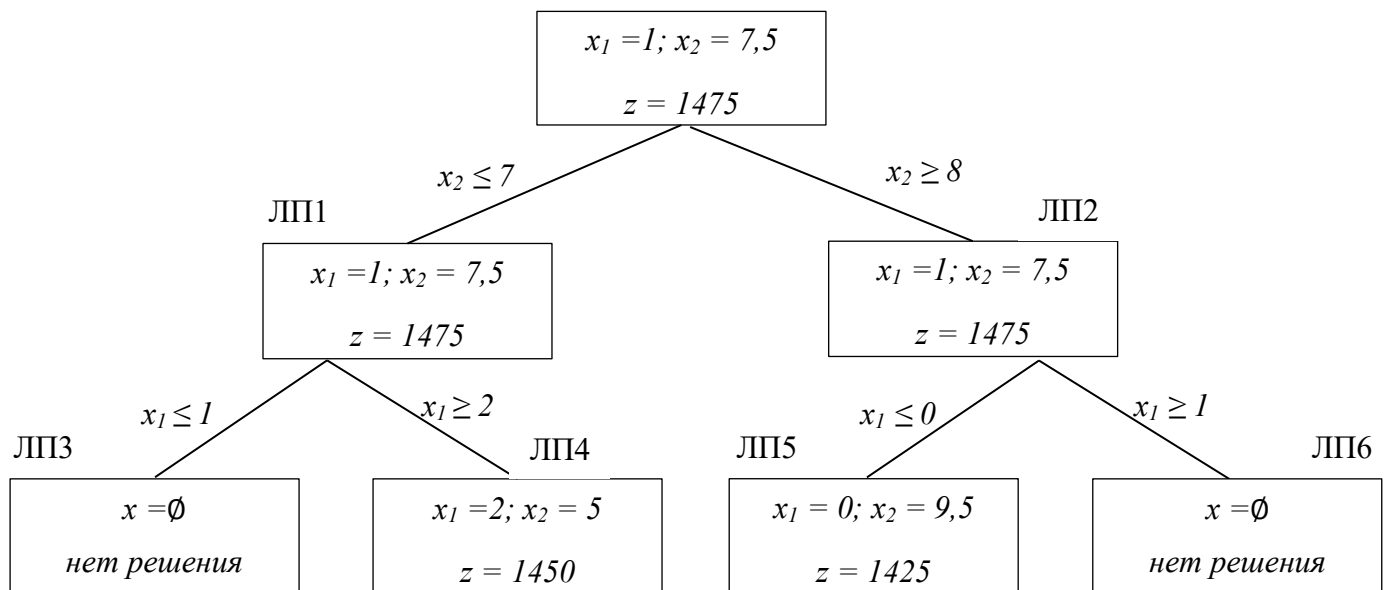 x₁ =1; x₂ = 7,5
z = 1475
x₂ ≤ 7
x₂ ≥ 8
ЛП1
ЛП2
x₁ =1; x₂ = 7,5
z = 1475
x₁ =1; x₂ = 7,5
z = 1475
x₁ ≤ 1
x₁ ≥ 2
x₁ ≤ 0
x₁ ≥ 1
ЛП3
ЛП4
ЛП5
ЛП6
x =∅
нет решения
x₁ =2; x₂ = 5
z = 1450
x₁ = 0; x₂ = 9,5
z = 1425
x =∅
нет решения